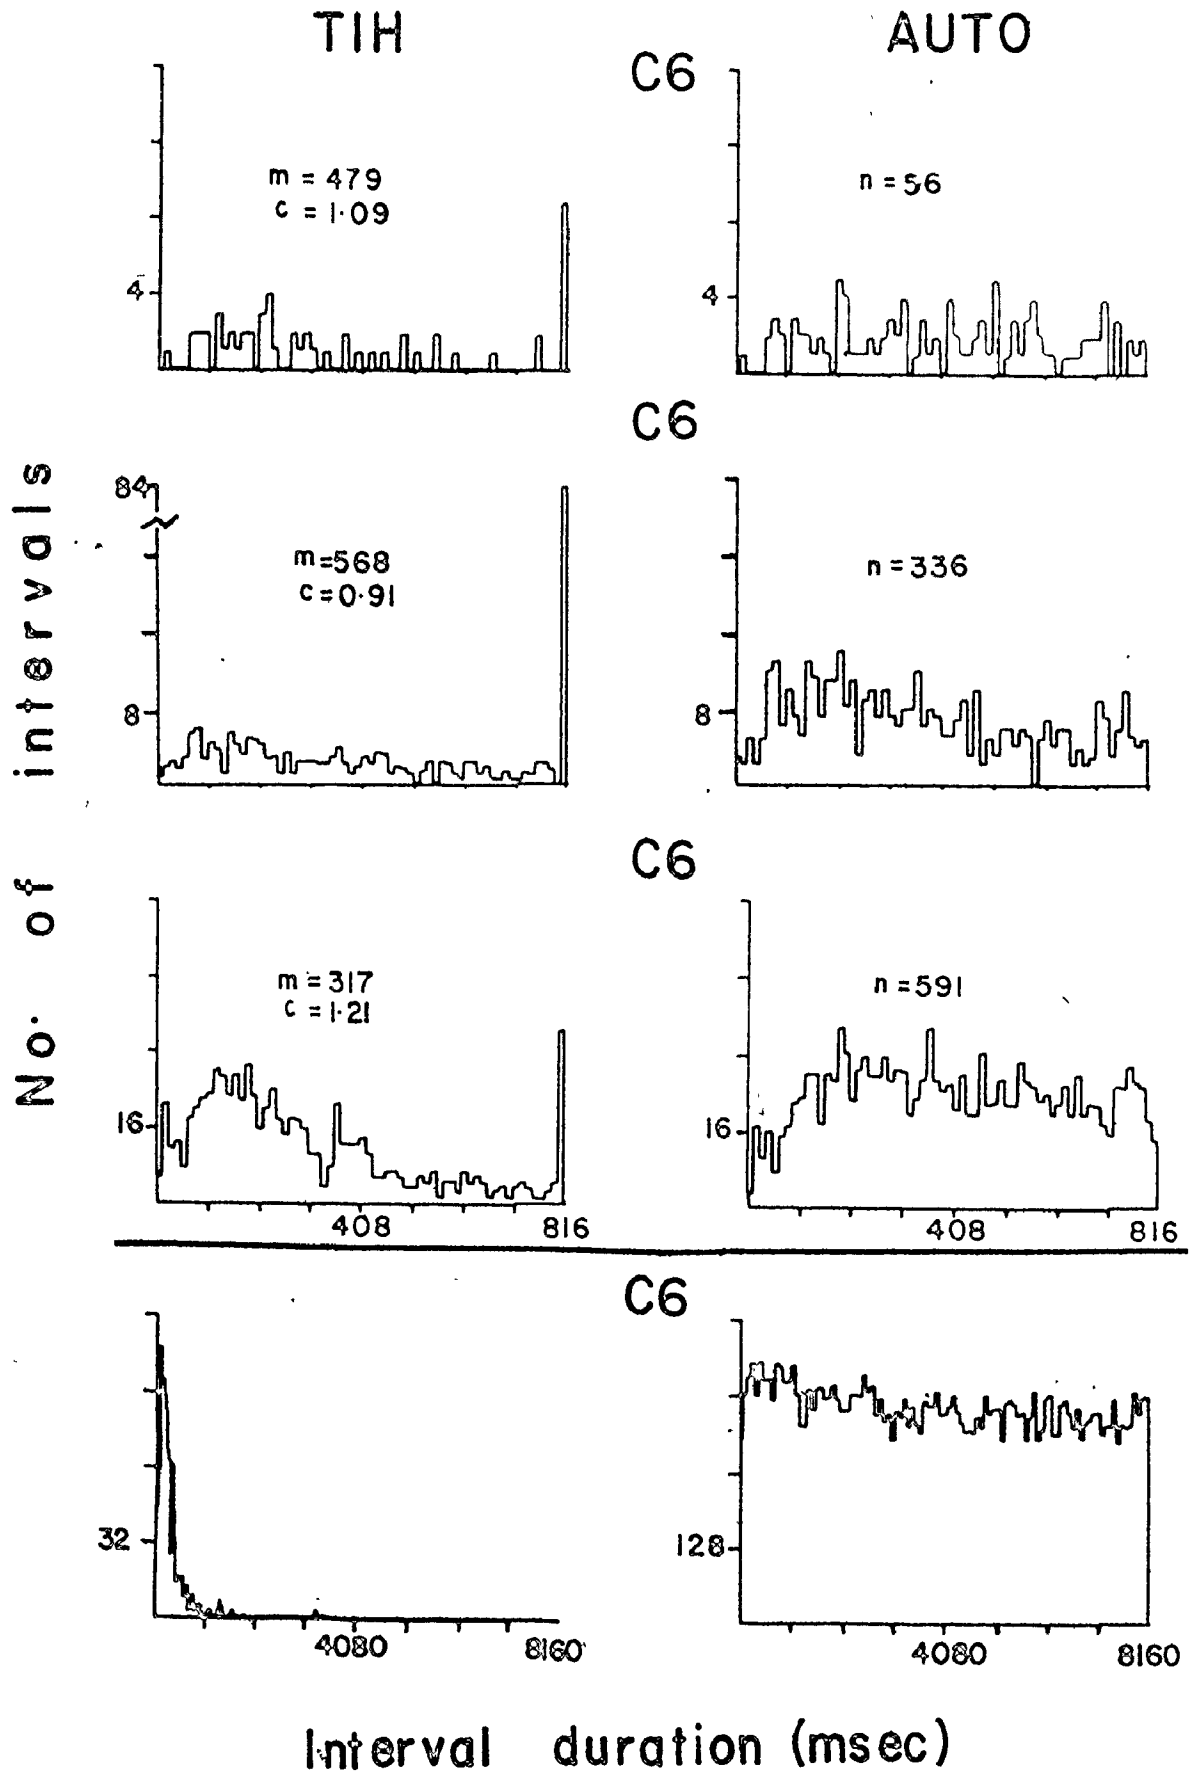 TIH AUTO
C6
m = 479
c = 1·09
n = 56
4
4
C6
84
m=568
c=0·91
n=336
8
8
C6
m=317
c=1·21
n=591
16
16
408 816
408 816
C6
32
128
4080 8160
4080 8160
No. of intervals
Interval duration (msec)